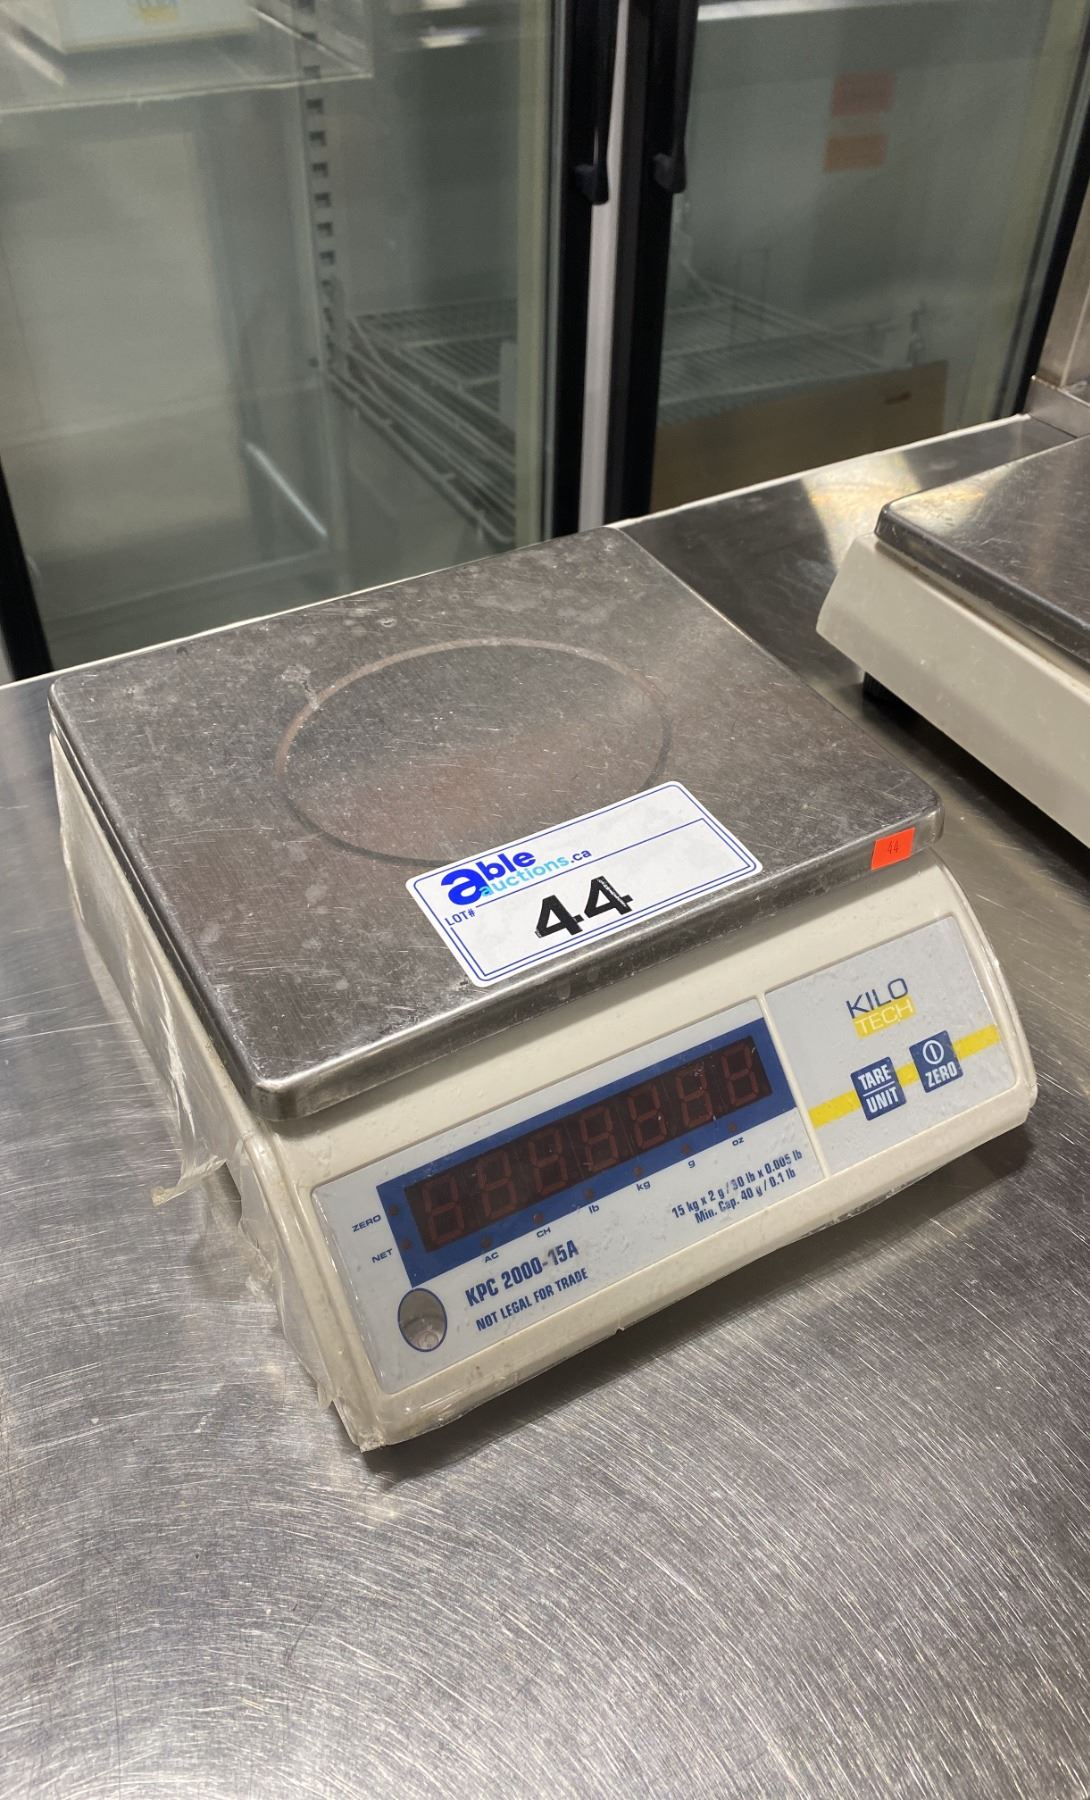 able
auctions.ca
LOT#
44
44
KILO
TECH
TARE
UNIT
ZERO
ZERO
NET
AC
CH
lb
kg
g
oz
15 kg x 2 g / 30 lb x 0.005 lb
Min. Cap. 40 g / 0.1 lb
KPC 2000-15A
NOT LEGAL FOR TRADE